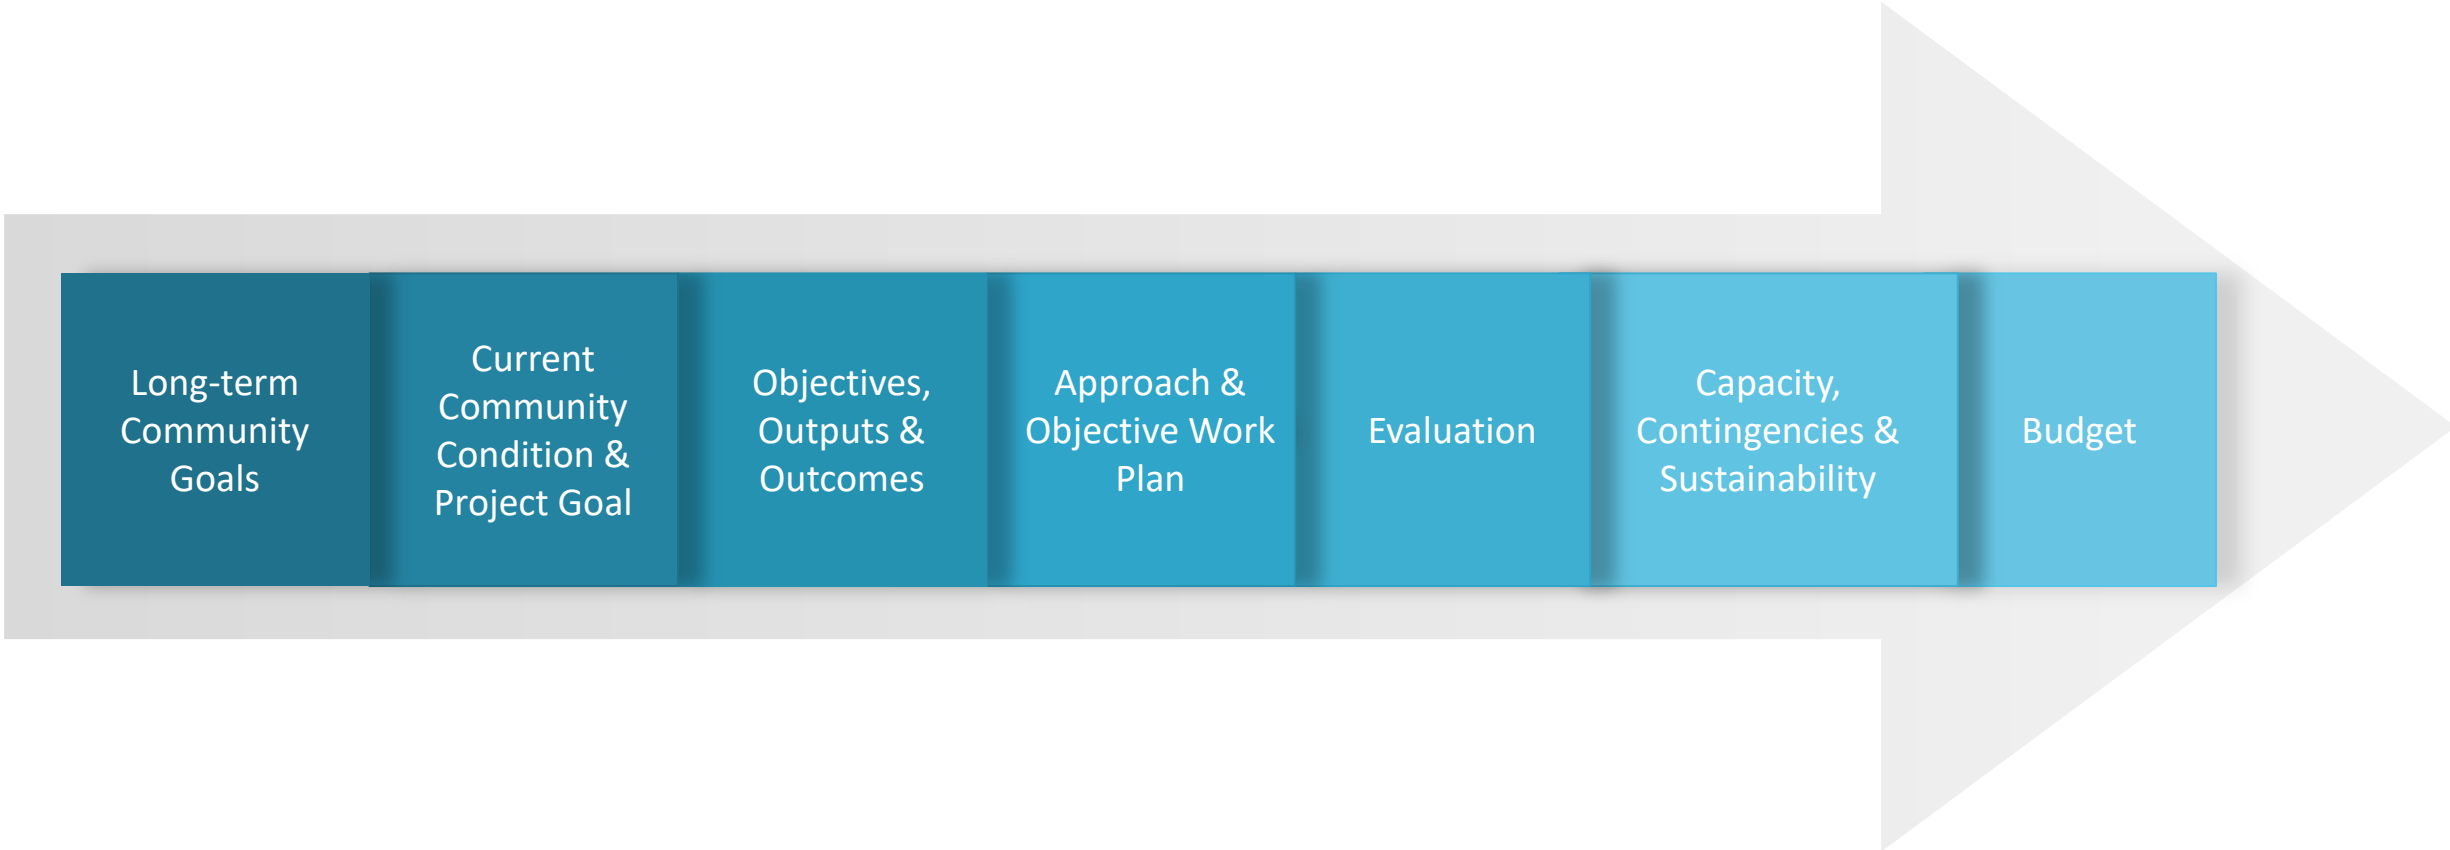 Long-term
Community
Goals
Current
Community
Condition &
Project Goal
Objectives,
Outputs &
Outcomes
Approach &
Objective Work
Plan
Evaluation
Capacity,
Contingencies &
Sustainability
Budget